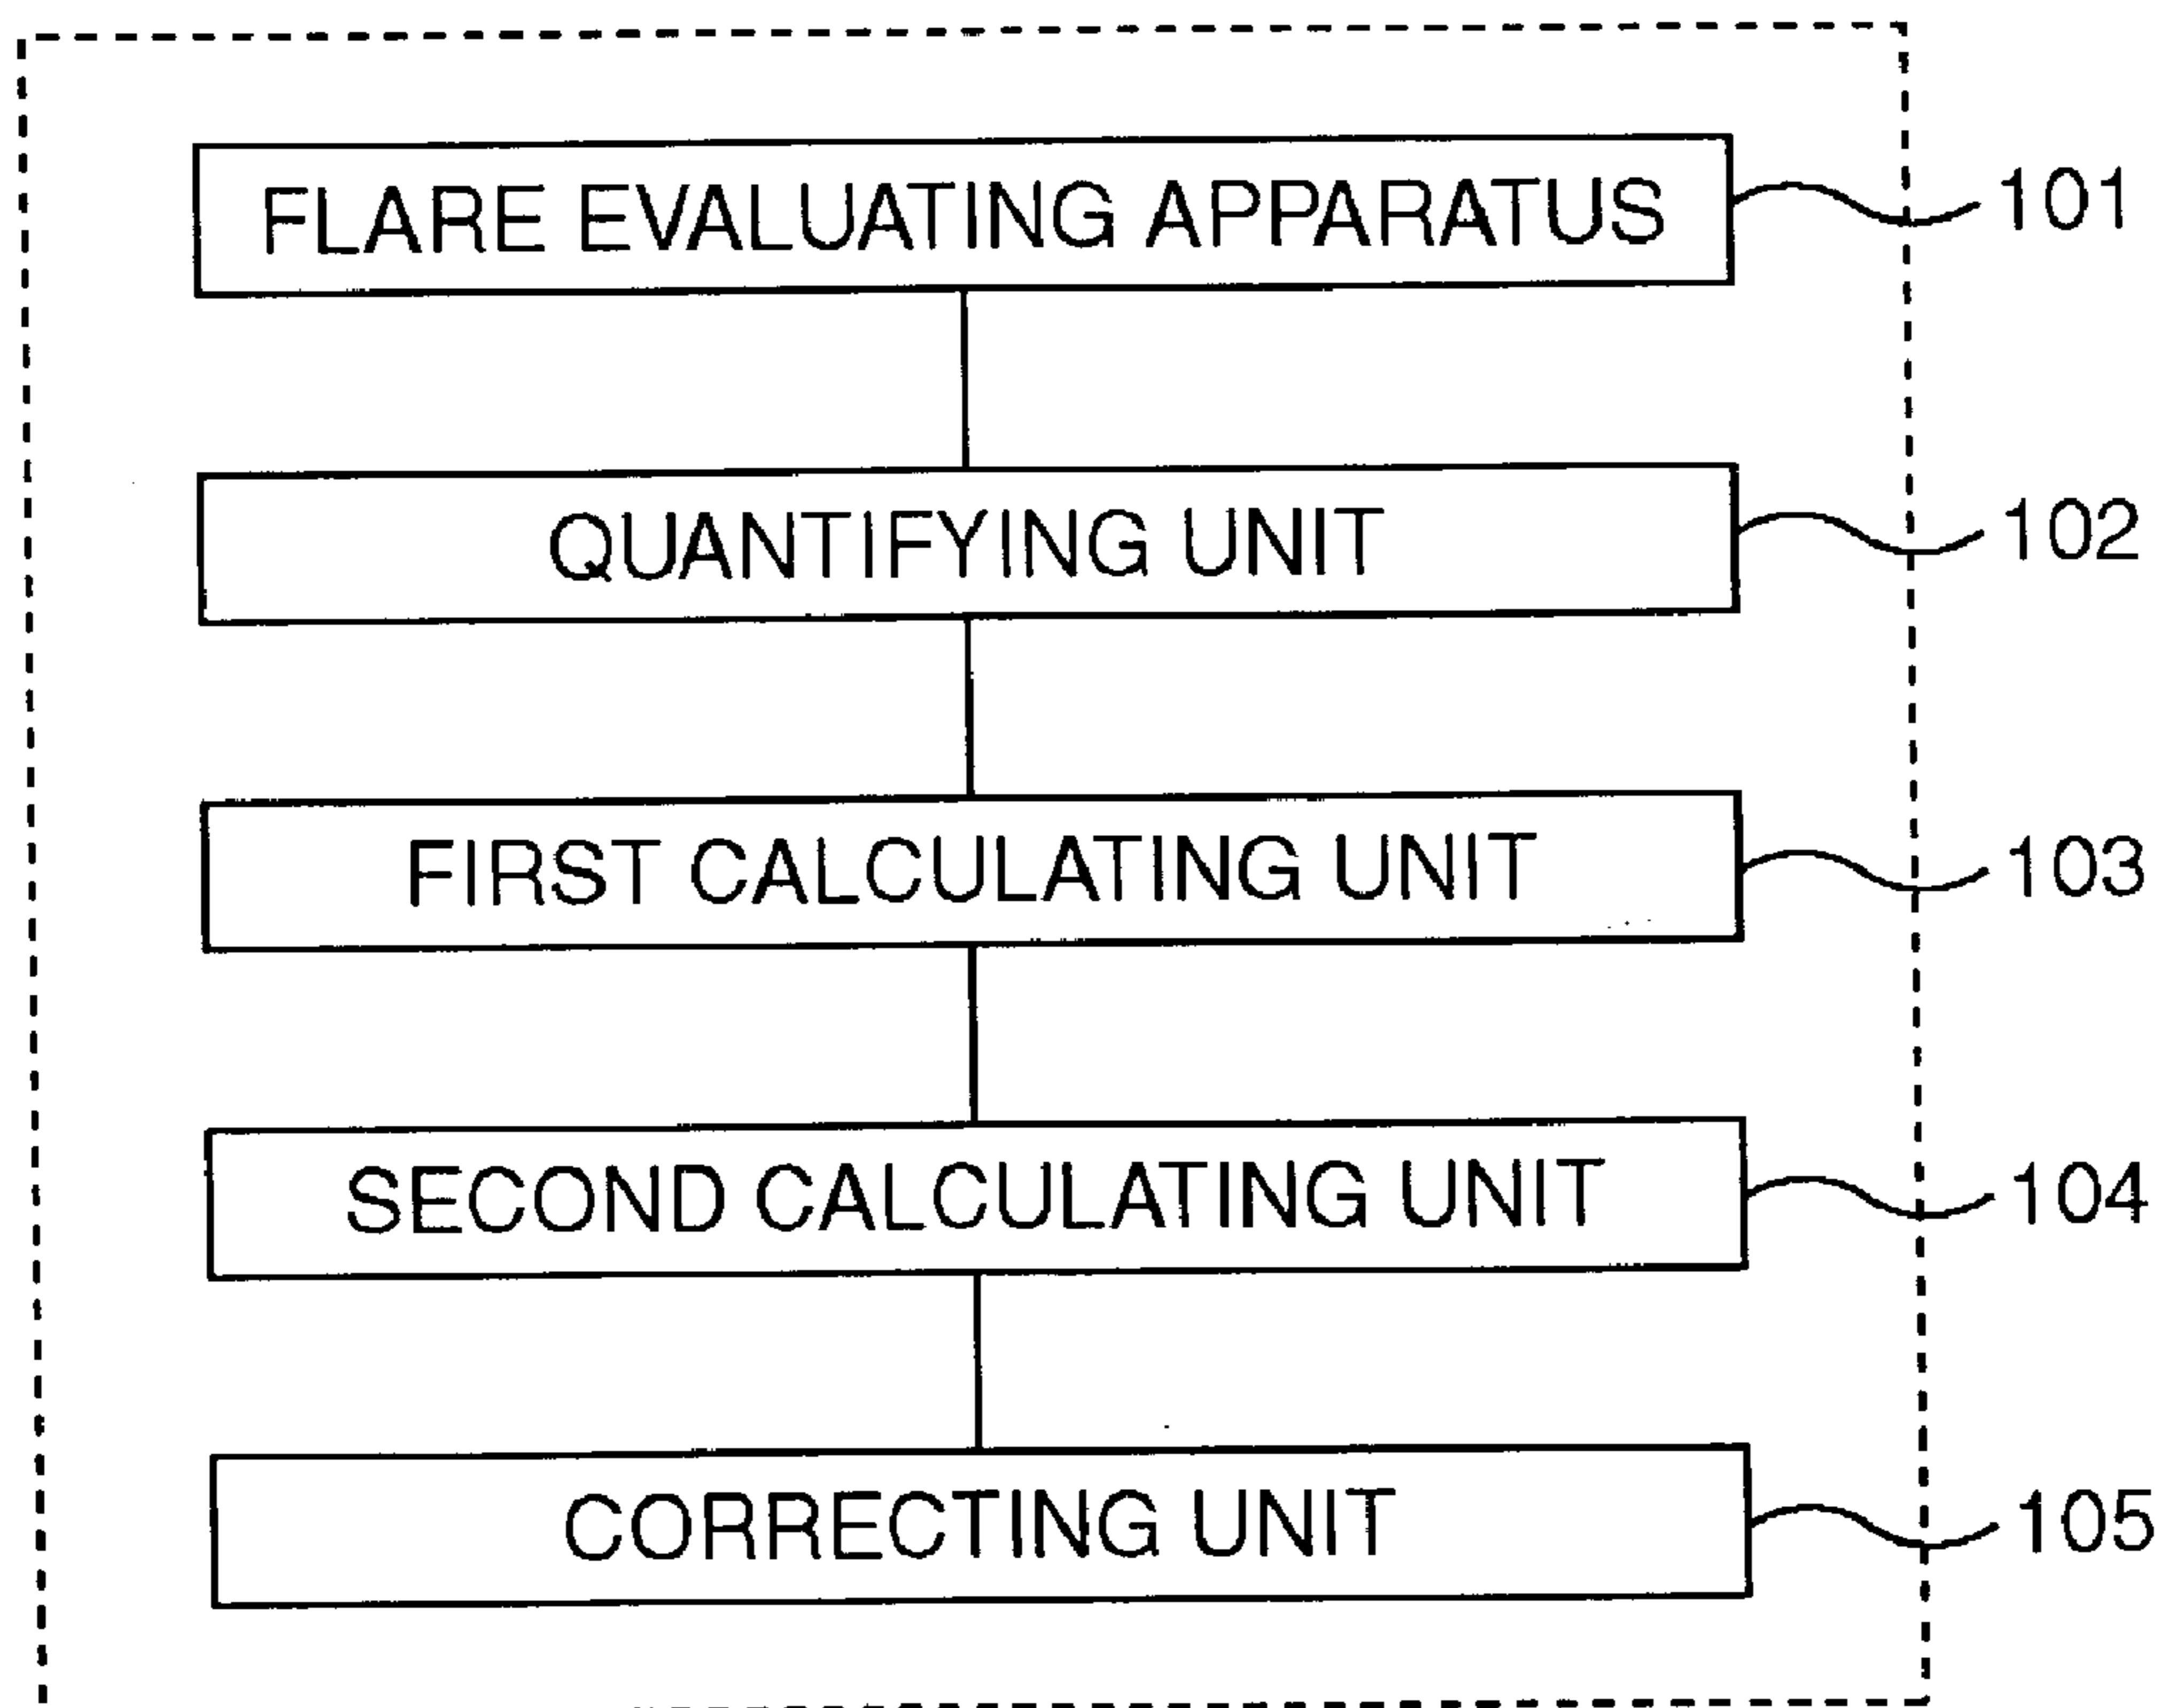 FLARE EVALUATING APPARATUS 101
QUANTIFYING UNIT 102
FIRST CALCULATING UNIT 103
SECOND CALCULATING UNIT 104
CORRECTING UNIT 105